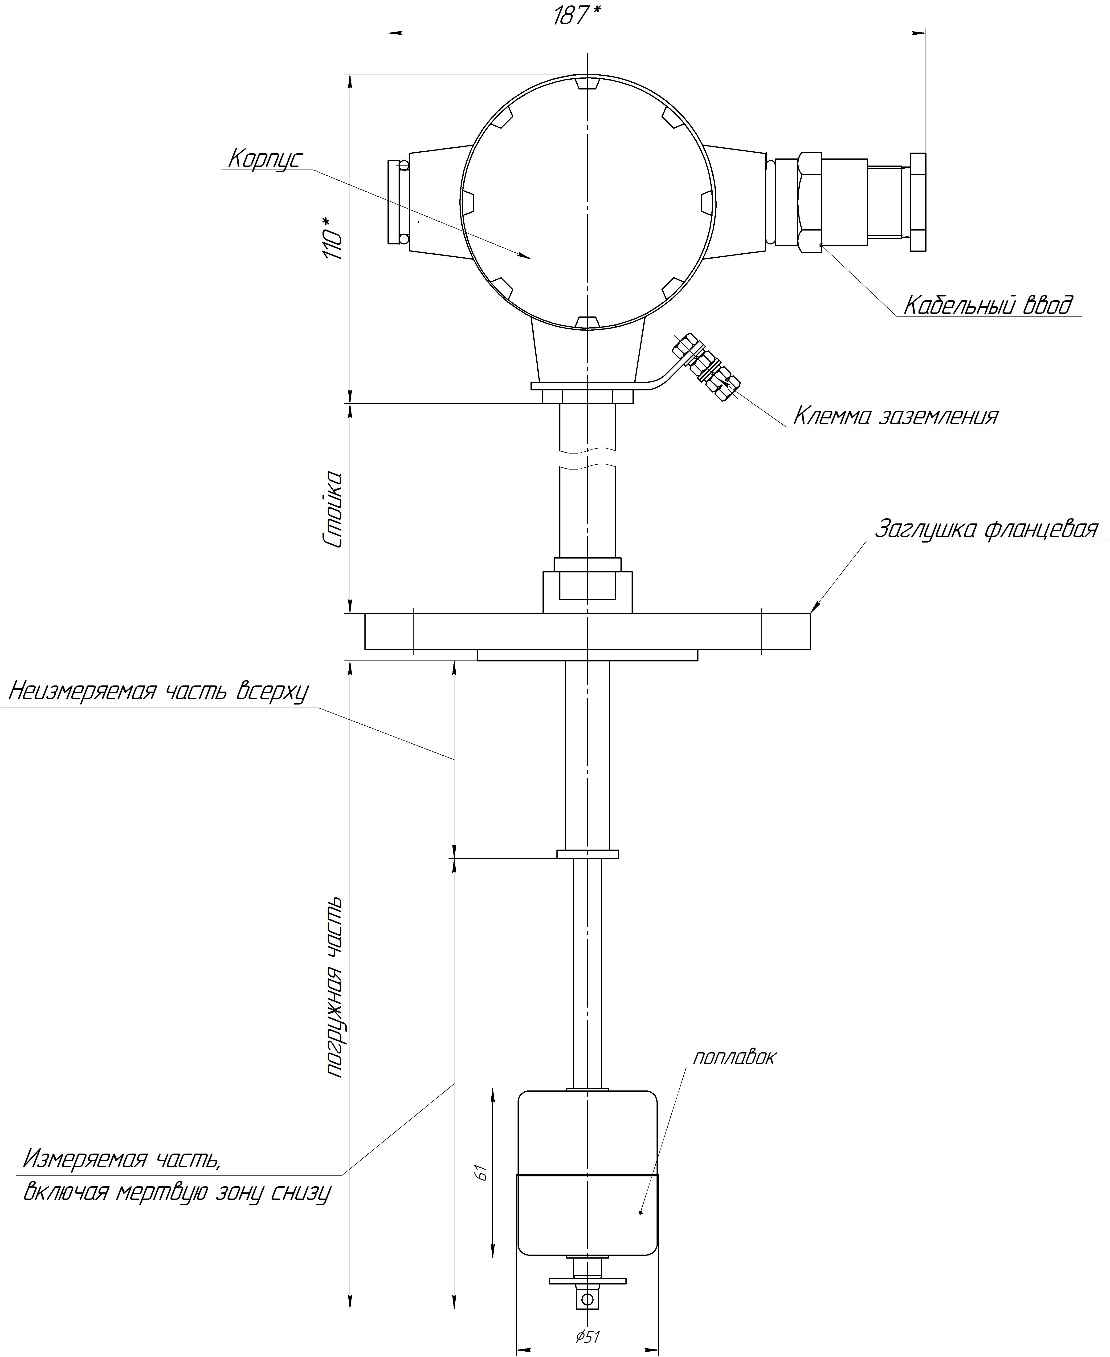 187*
Корпус
110*
Кабельный ввод
Клемма заземления
Стойка
Заглушка фланцевая
Неизмеряемая часть всерху
погружная часть
поплавок
Измеряемая часть,
включая мертвую зону снизу
61
⌀51